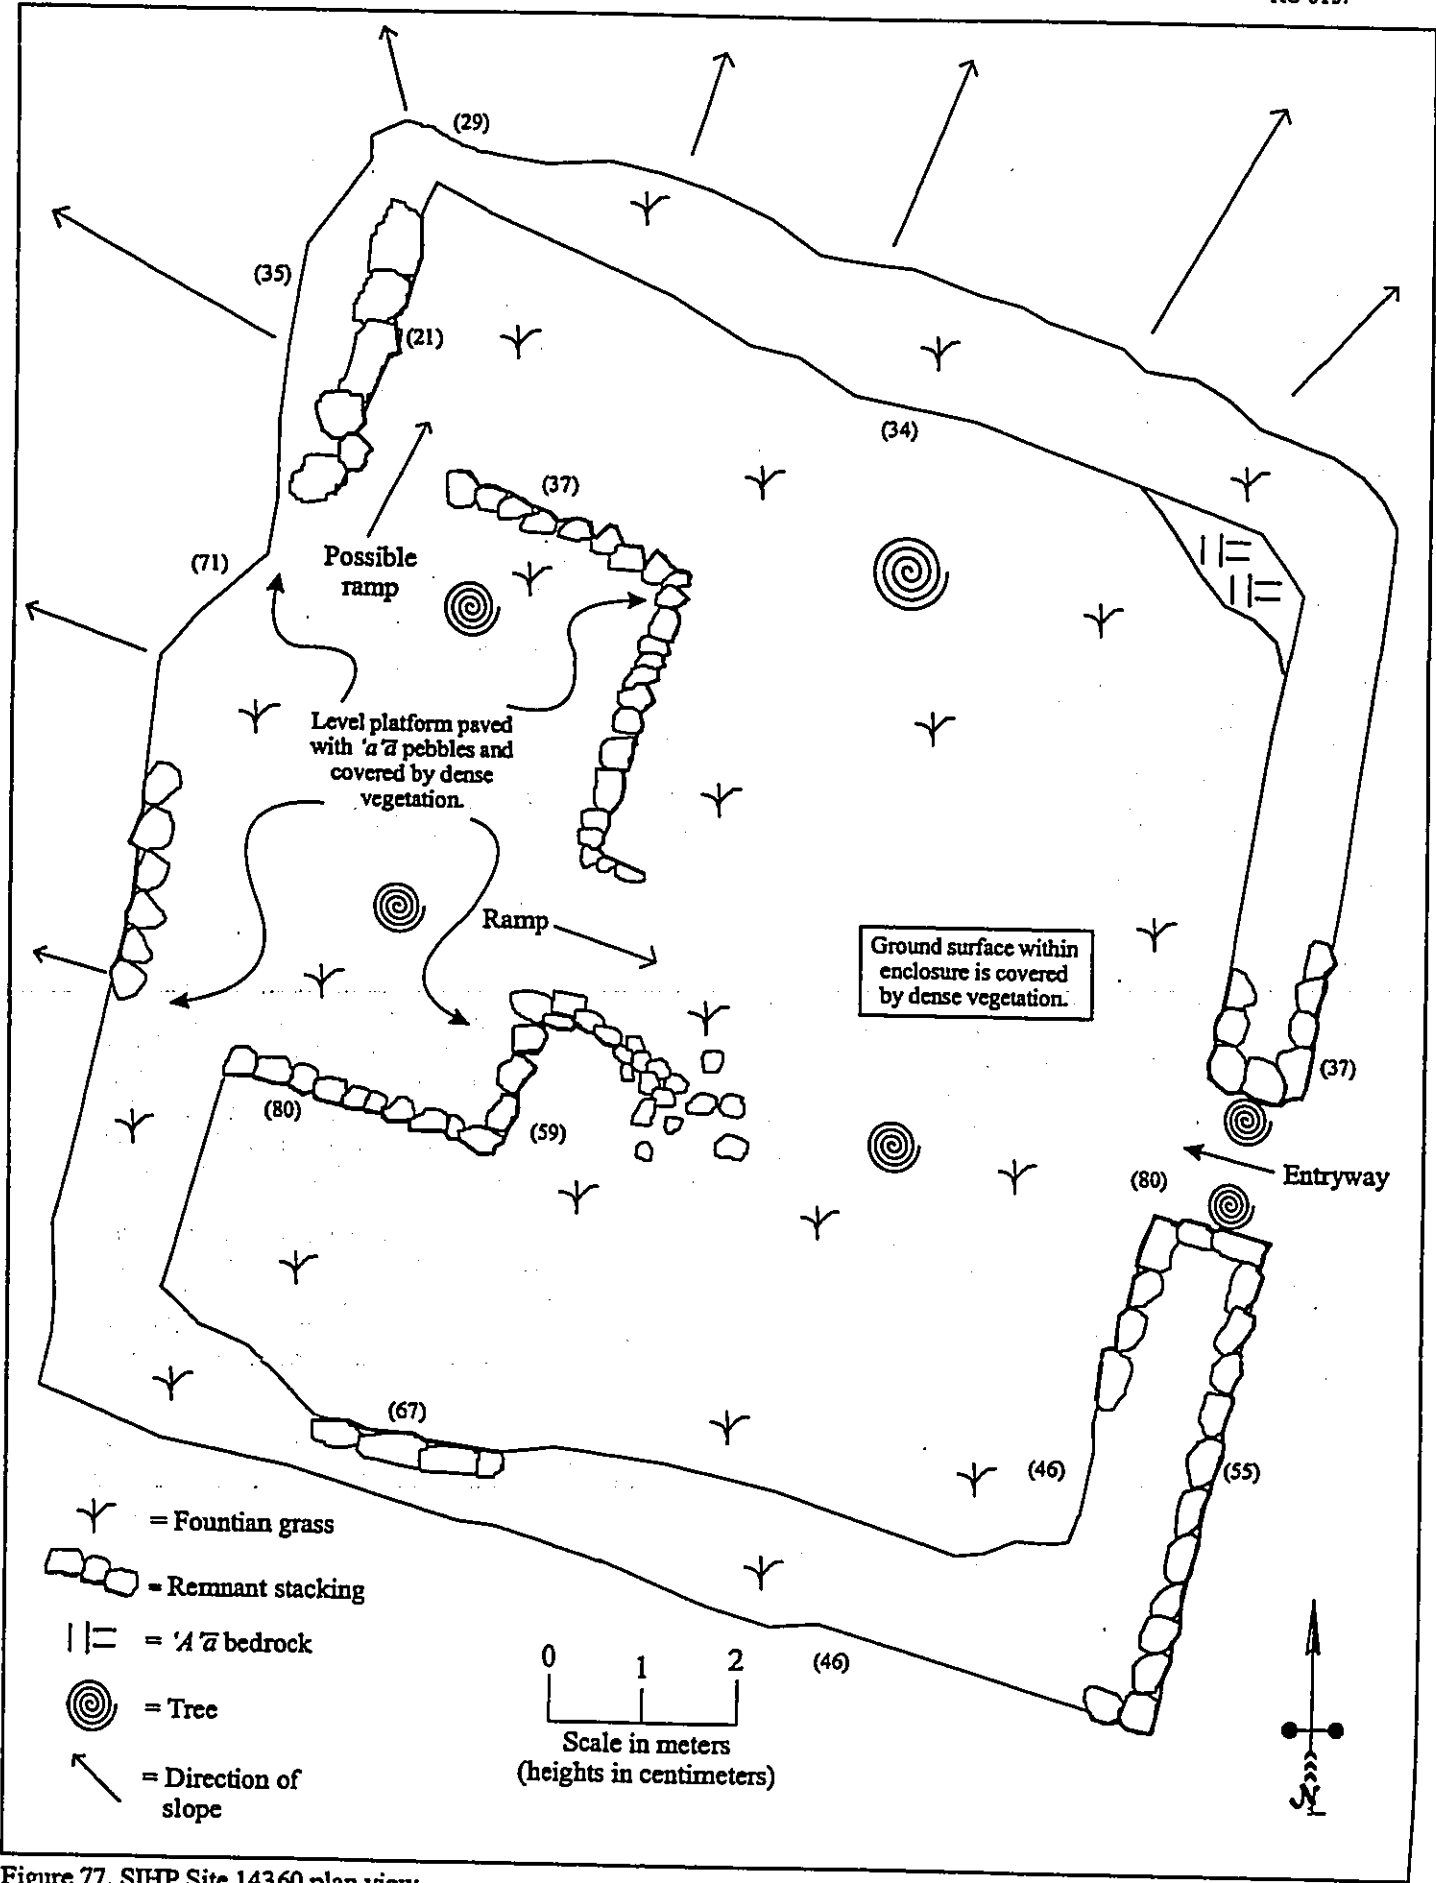 (29)
(35)
(21)
(34)
(37)
(71)
Possible
ramp
Level platform paved
with 'a'ā pebbles and
covered by dense
vegetation.
Ramp
Ground surface within
enclosure is covered
by dense vegetation.
(37)
(80)
(59)
(80)
Entryway
(67)
(46)
(55)
= Fountian grass
= Remnant stacking
= 'A'ā bedrock
= Tree
= Direction of
slope
0 1 2
Scale in meters
(heights in centimeters)
(46)
N
Figure 77. SIHP Site 14360 plan view